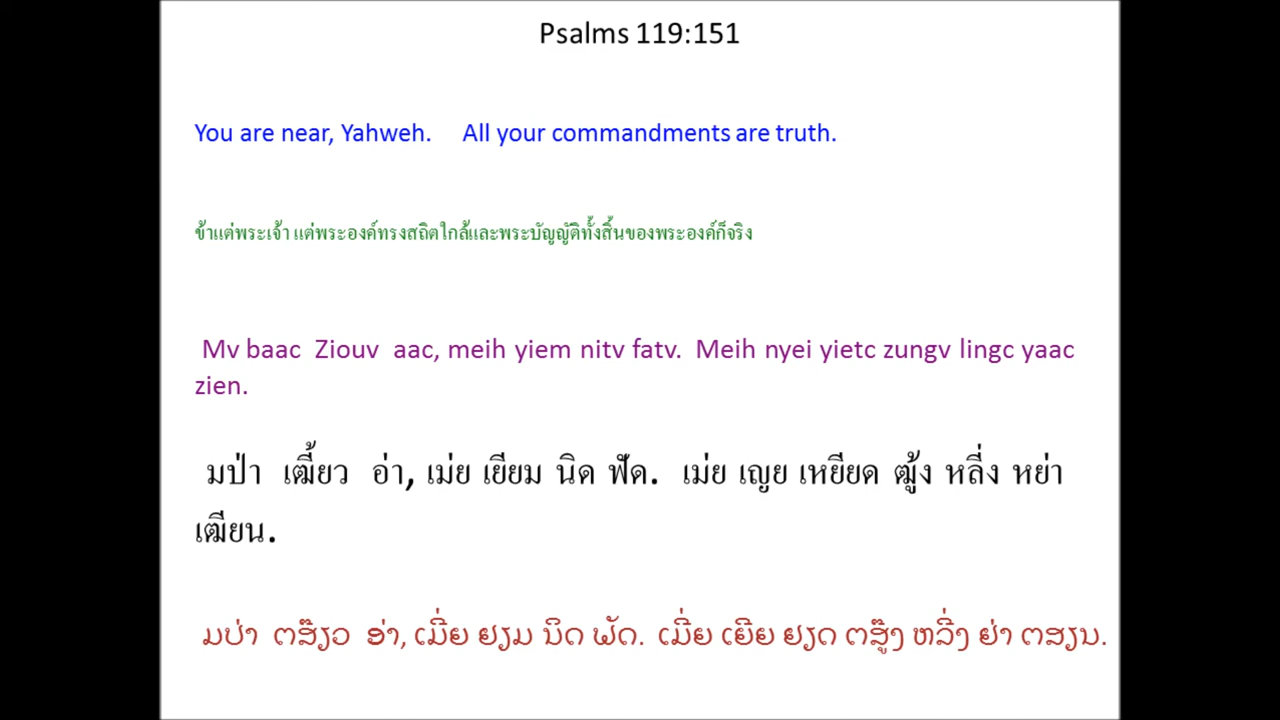 Psalms 119:151
You are near, Yahweh. All your commandments are truth.
ข้าแต่พระเจ้า แต่พระองค์ทรงสถิตใกล้และพระบัญญัติทั้งสิ้นของพระองค์ก็จริง
Mv baac Ziouv aac, meih yiem nitv fatv. Meih nyei yietc zungv lingc yaac
zien.
มป่า เฒี้ยว อ่า, เม่ย เยียม นิด ฟัด. เม่ย เญย เหยียด ฒู้ง หลี่ง หย่า
เฒียน.
ມປ່າ ຕສ໊ຽວ ອ່າ, ເມີ່ຍ ຢຽມ ນິດ ຟັດ. ເມີ່ຍ ເຍີຍ ຢຽດ ຕສູ໊ງ ຫລີ່ງ ຢ່າ ຕສຽນ.